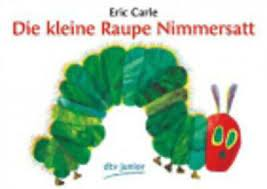 Eric Carle
Die kleine Raupe Nimmersatt
dtv junior